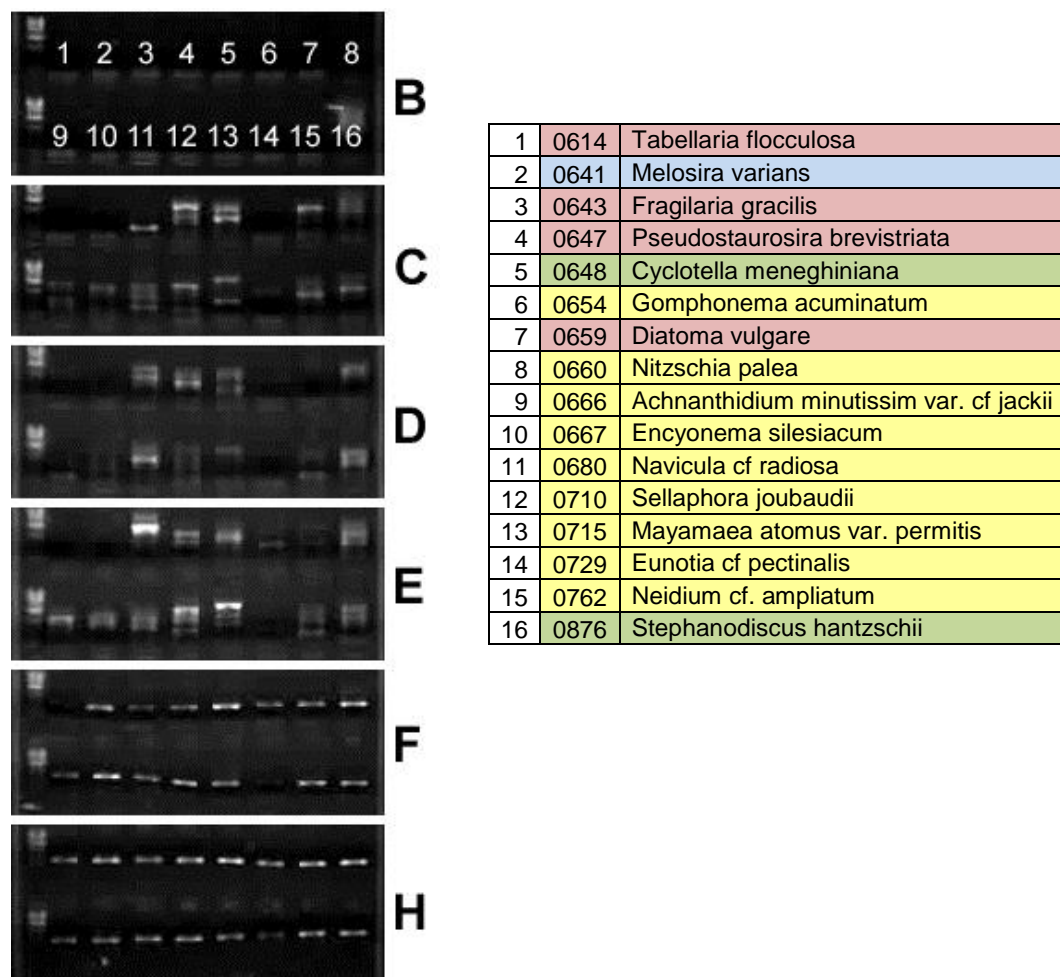 1 2 3 4 5 6 7 8
B
9 10 11 12 13 14 15 16
C
D
E
F
H
1 0614 Tabellaria flocculosa
2 0641 Melosira varians
3 0643 Fragilaria gracilis
4 0647 Pseudostaurosira brevistriata
5 0648 Cyclotella meneghiniana
6 0654 Gomphonema acuminatum
7 0659 Diatoma vulgare
8 0660 Nitzschia palea
9 0666 Achnanthidium minutissim var. cf jackii
10 0667 Encyonema silesiacum
11 0680 Navicula cf radiosa
12 0710 Sellaphora joubaudii
13 0715 Mayamaea atomus var. permitis
14 0729 Eunotia cf pectinalis
15 0762 Neidium cf. ampliatum
16 0876 Stephanodiscus hantzschii